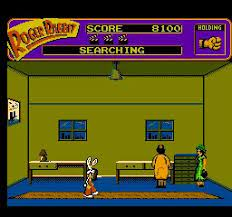 ROGER RABBIT
SCORE 8100
HOLDING
SEARCHING